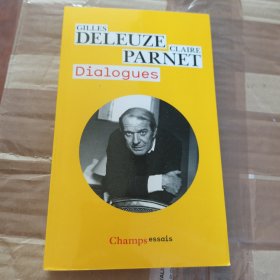 GILLES
DELEUZE
CLAIRE
PARNET
Dialogues
Champs essais